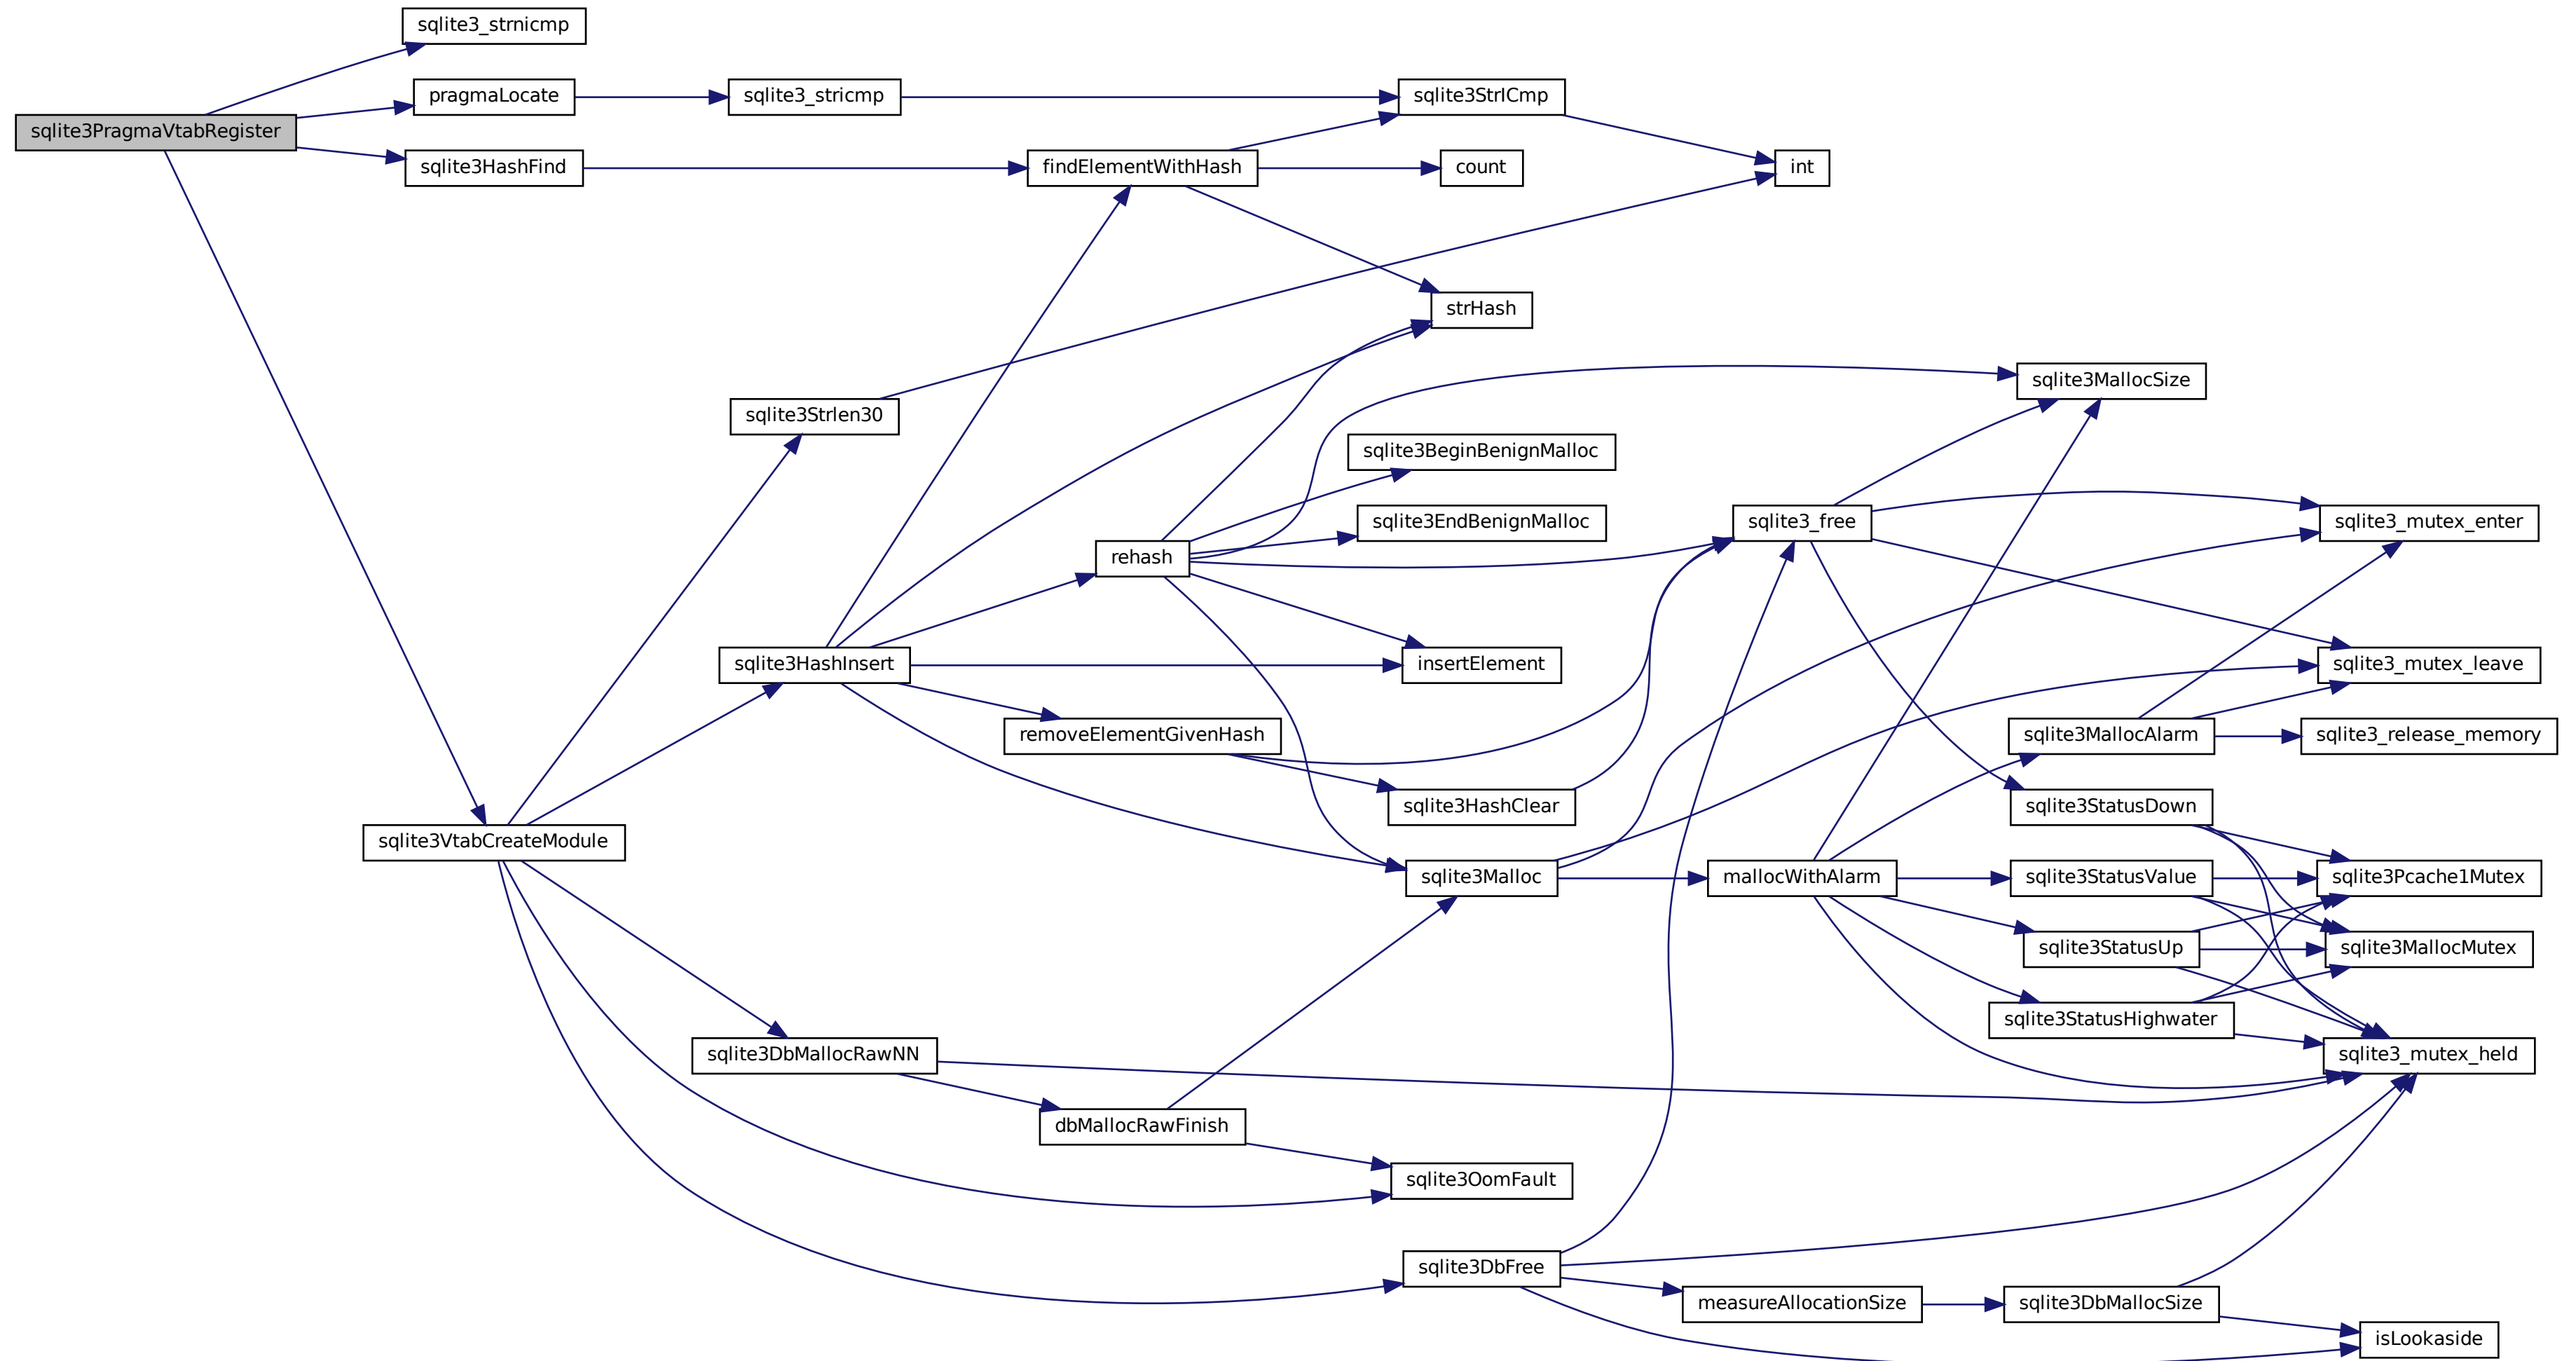 sqlite3_strnicmp
pragmaLocate
sqlite3_stricmp
sqlite3StrICmp
sqlite3PragmaVtabRegister
sqlite3HashFind
findElementWithHash
count
int
strHash
sqlite3MallocSize
sqlite3Strlen30
sqlite3BeginBenignMalloc
sqlite3EndBenignMalloc
sqlite3_free
sqlite3_mutex_enter
rehash
sqlite3HashInsert
insertElement
sqlite3_mutex_leave
removeElementGivenHash
sqlite3MallocAlarm
sqlite3_release_memory
sqlite3HashClear
sqlite3StatusDown
sqlite3VtabCreateModule
sqlite3Malloc
mallocWithAlarm
sqlite3StatusValue
sqlite3Pcache1Mutex
sqlite3StatusUp
sqlite3MallocMutex
sqlite3StatusHighwater
sqlite3DbMallocRawNN
sqlite3_mutex_held
dbMallocRawFinish
sqlite3OomFault
sqlite3DbFree
measureAllocationSize
sqlite3DbMallocSize
isLookaside